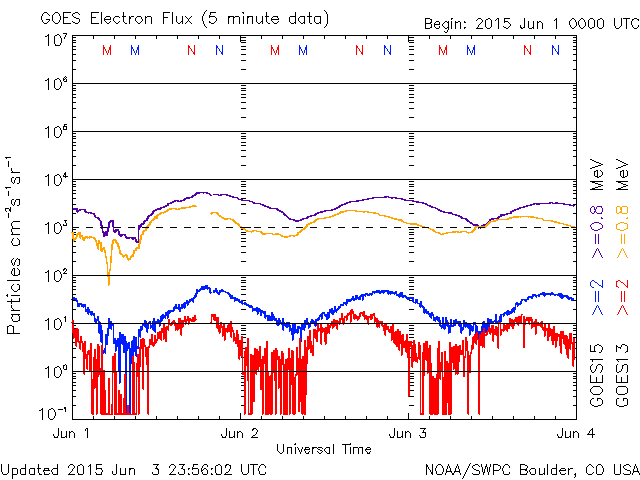 GOES Electron Flux (5 minute data)
Begin: 2015 Jun 1 0000 UTC
M M N N M M N N M M N N
10⁷
10⁶
10⁵
10⁴
10³
10²
10¹
10⁰
10⁻¹
Particles cm⁻²s⁻¹sr⁻¹
GOES15 >=2 >=0.8 MeV
GOES13 >=2 >=0.8 MeV
Jun 1 Jun 2 Jun 3 Jun 4
Universal Time
Updated 2015 Jun 3 23:56:02 UTC
NOAA/SWPC Boulder, CO USA